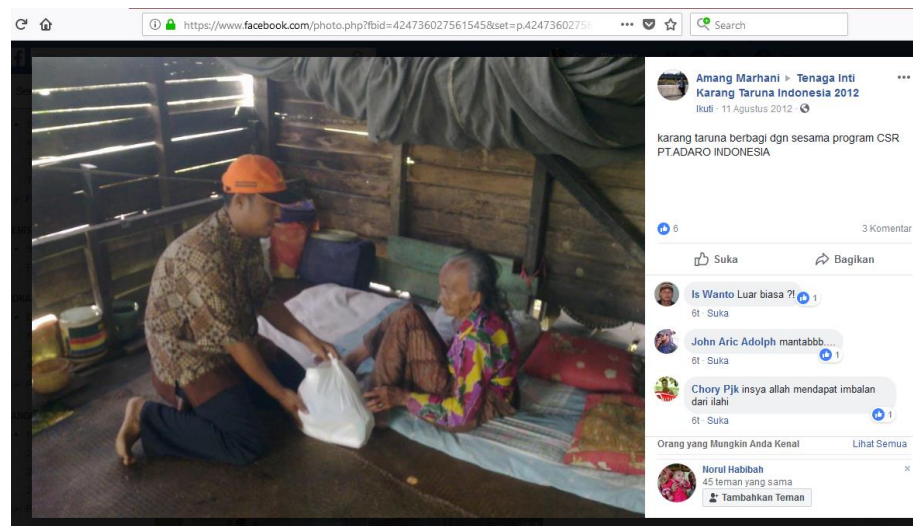 https://www.facebook.com/photo.php?fbid=424736027561545&set=p.42473602756
Search
Amang Marhani ▸ Tenaga Inti
Karang Taruna Indonesia 2012
Ikuti · 11 Agustus 2012 ·
karang taruna berbagi dgn sesama program CSR
PT.ADARO INDONESIA
6
3 Komentar
Suka
Bagikan
Is Wanto Luar biasa ?!
1
6t · Suka
John Aric Adolph mantabbb....
1
6t · Suka
Chory Pjk insya allah mendapat imbalan
dari ilahi
1
6t · Suka
Orang yang Mungkin Anda Kenal
Lihat Semua
Norul Habibah
45 teman yang sama
Tambahkan Teman